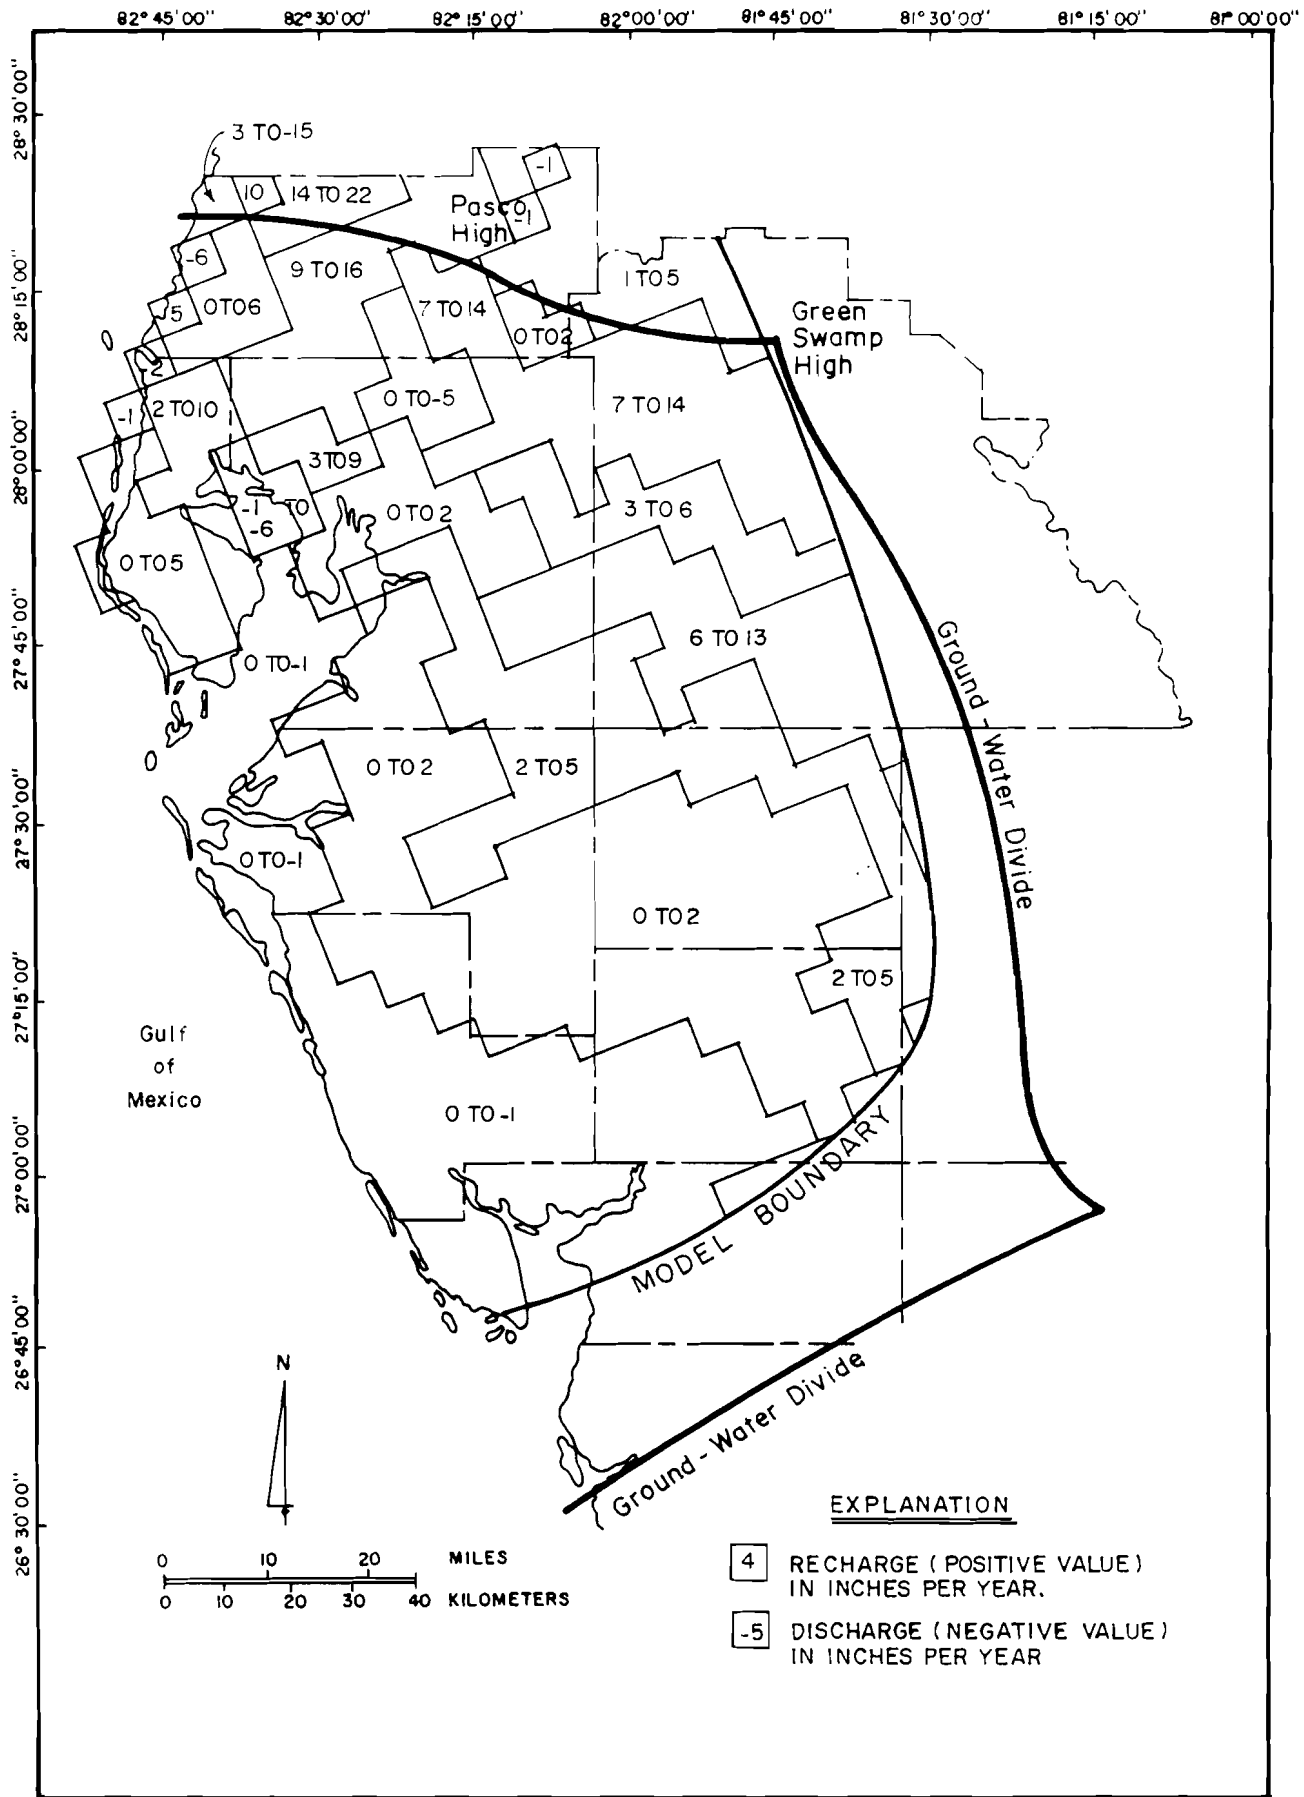 82° 45' 00"
82° 30' 00"
82° 15' 00"
82° 00' 00"
81° 45' 00"
81° 30' 00"
81° 15' 00"
81° 00' 00"
28° 30' 00"
28° 15' 00"
28° 00' 00"
27° 45' 00"
27° 30' 00"
27° 15' 00"
27° 00' 00"
26° 45' 00"
26° 30' 00"
3 TO-15
10
14 TO 22
-1
Pasco
High
-1
-6
9 TO 16
1 TO 5
5
0 TO 6
7 TO 14
0 TO 2
Green
Swamp
High
2
-1
2 TO 10
0 TO-5
7 TO 14
3 TO 9
-1 TO
-6
0
0 TO 2
3 TO 6
0 TO 5
0 TO-1
6 TO 13
Ground-Water Divide
0 TO 2
2 TO 5
0 TO-1
0 TO 2
2 TO 5
Gulf
of
Mexico
0 TO-1
MODEL BOUNDARY
Ground-Water Divide
N
0 10 20 MILES
0 10 20 30 40 KILOMETERS
EXPLANATION
4 RECHARGE (POSITIVE VALUE)
IN INCHES PER YEAR.
-5 DISCHARGE (NEGATIVE VALUE)
IN INCHES PER YEAR